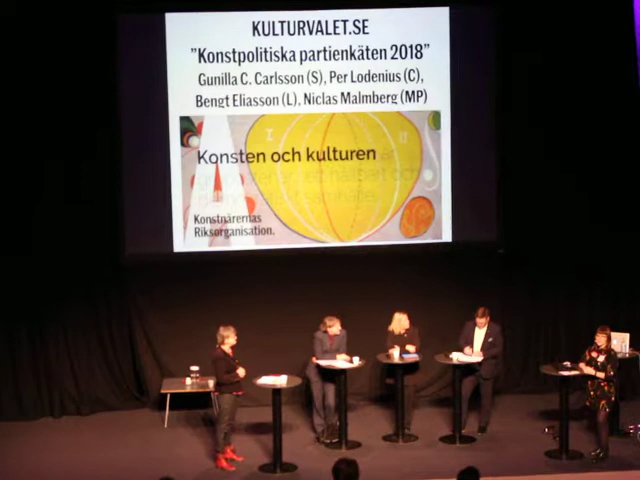 KULTURVALET.SE
"Konstpolitiska partienkäten 2018"
Gunilla C. Carlsson (S), Per Lodenius (C),
Bengt Eliasson (L), Niclas Malmberg (MP)
Konsten och kulturen
Konstnärernas
Riksorganisation.